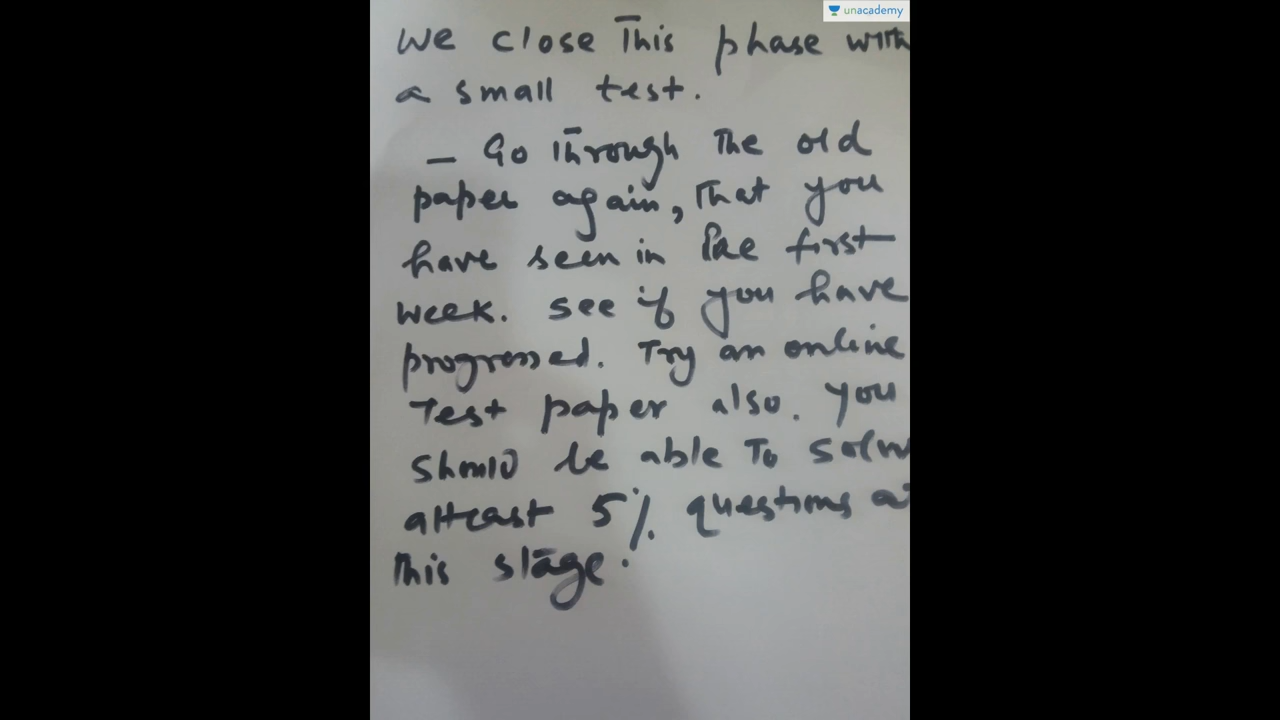 unacademy
We close This phase with
a small test.
- Go Through The old
paper again, That you
have seen in the first
week. see if you have
progressed. Try an online
Test paper also. You
should be able To solve
atleast 5% questions at
This stage.